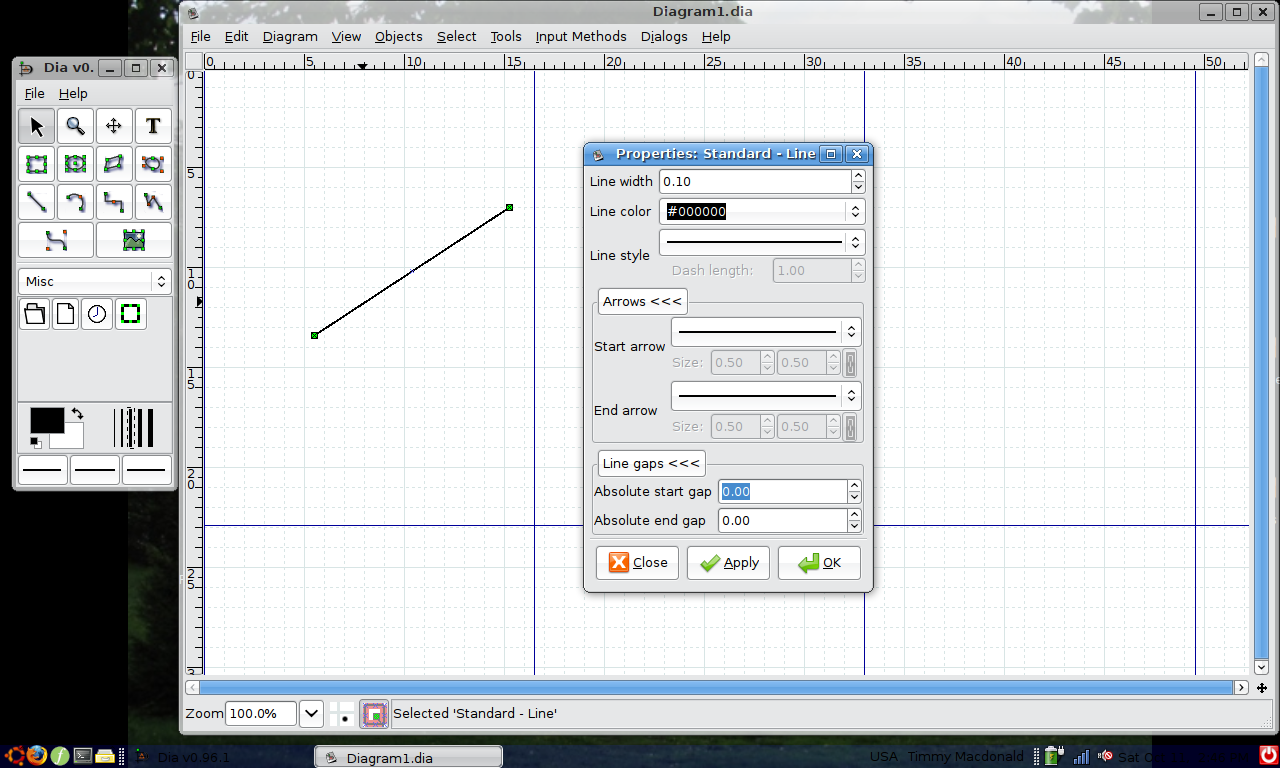 Diagram1.dia
File Edit Diagram View Objects Select Tools Input Methods Dialogs Help
0 5 10 15 20 25 30 35 40 45 50
Dia v0.
File Help
T
Misc
0
5
10
15
20
25
3
Properties: Standard - Line
Line width 0.10
Line color #000000
Line style
Dash length: 1.00
Arrows <<<
Start arrow
Size: 0.50 0.50
End arrow
Size: 0.50 0.50
Line gaps <<<
Absolute start gap 0.00
Absolute end gap 0.00
Close Apply OK
Zoom 100.0% Selected 'Standard - Line'
Dia v0.96.1 Diagram1.dia USA Timmy Macdonald Sat